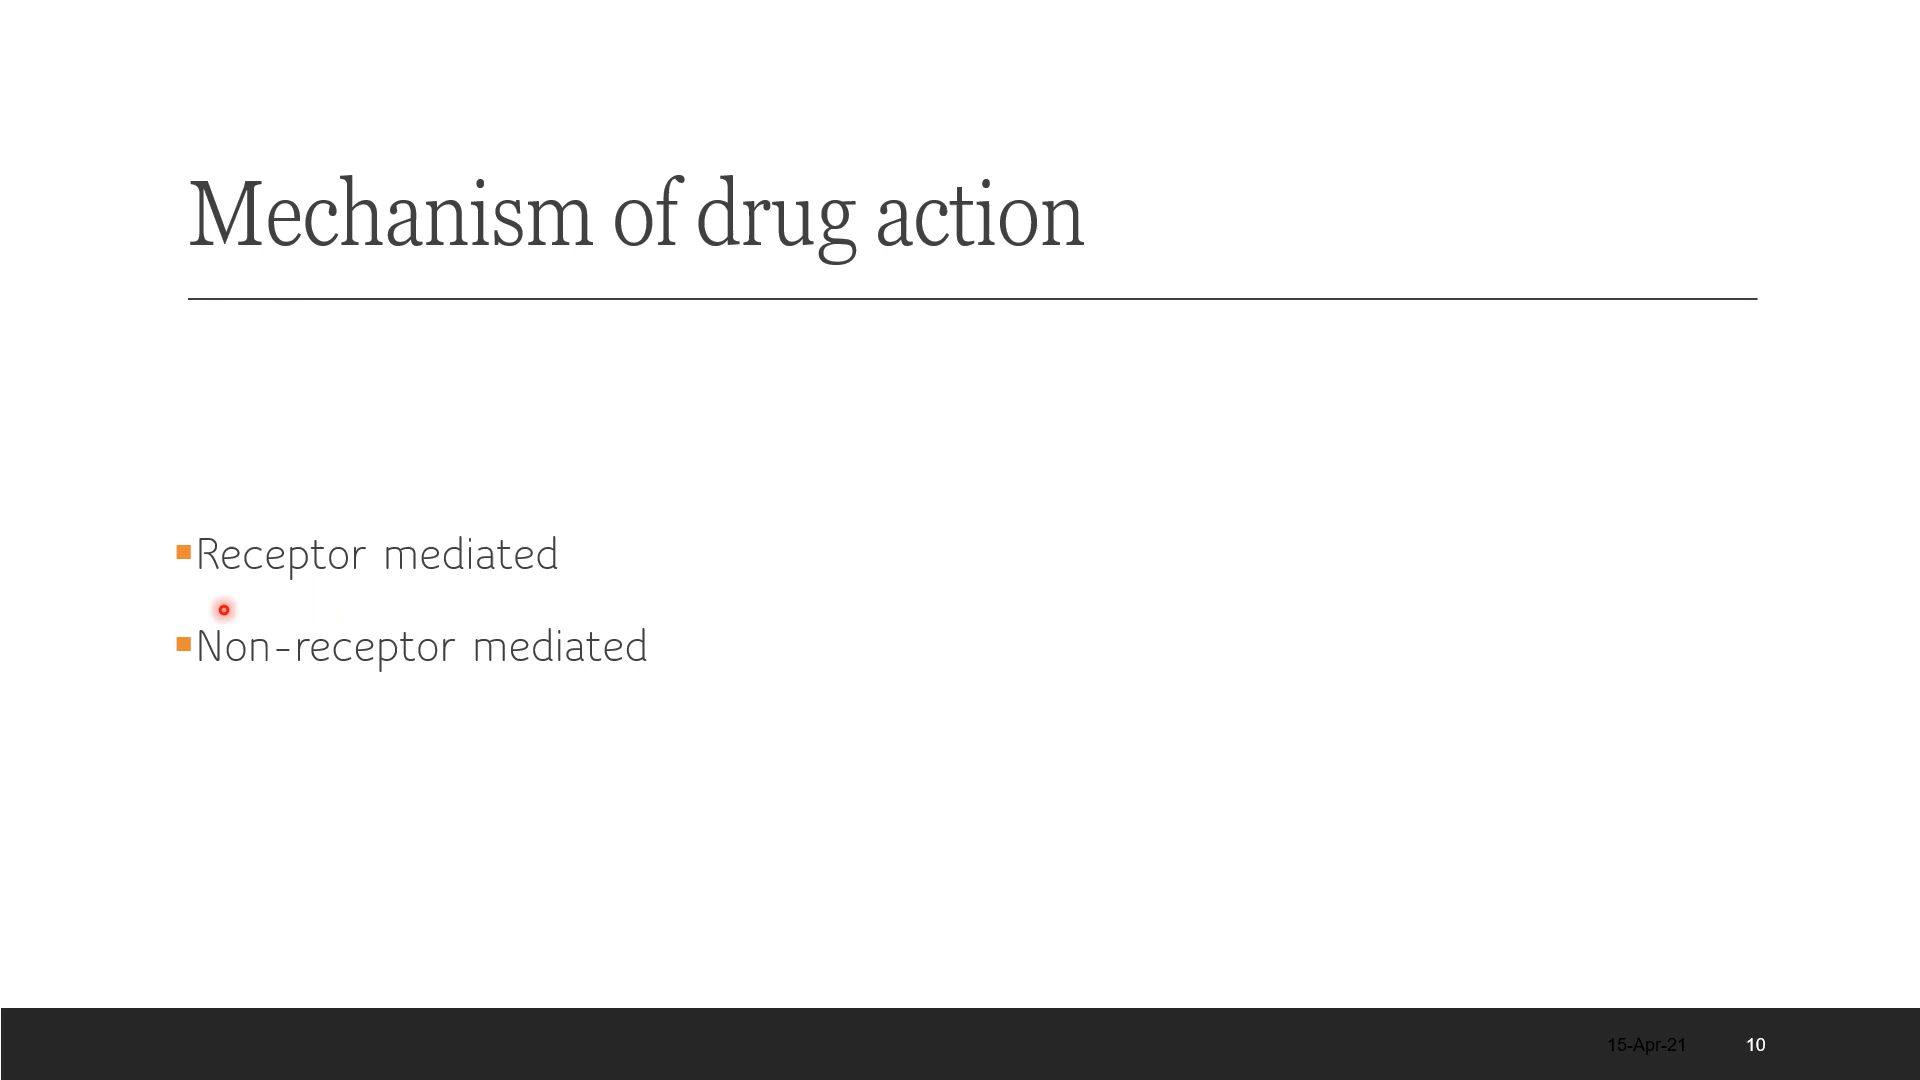 Mechanism of drug action
Receptor mediated
Non-receptor mediated
15-Apr-21 10